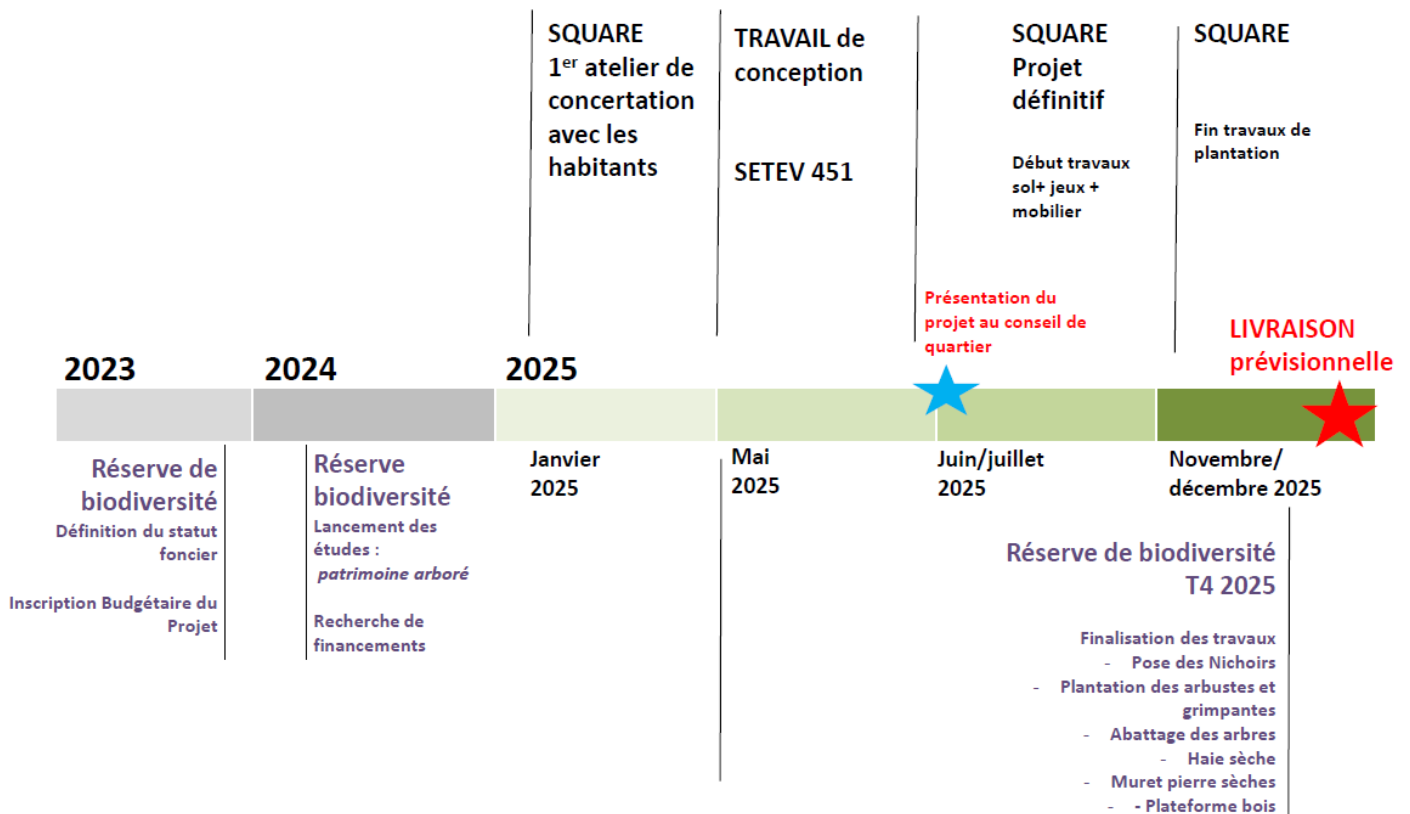 SQUARE
1er atelier de
concertation
avec les
habitants
TRAVAIL de
conception
SETEV 451
SQUARE
Projet
définitif
Début travaux
sol+ jeux +
mobilier
SQUARE
Fin travaux de
plantation
Présentation du
projet au conseil de
quartier
LIVRAISON
prévisionnelle
2023
2024
2025
Janvier
2025
Mai
2025
Juin/juillet
2025
Novembre/
décembre 2025
Réserve de
biodiversité
Définition du statut
foncier
Inscription Budgétaire du
Projet
Réserve
biodiversité
Lancement des
études :
patrimoine arboré
Recherche de
financements
Réserve de biodiversité
T4 2025
Finalisation des travaux
- Pose des Nichoirs
- Plantation des arbustes et
grimpantes
- Abattage des arbres
- Haie sèche
- Muret pierre sèches
- - Plateforme bois